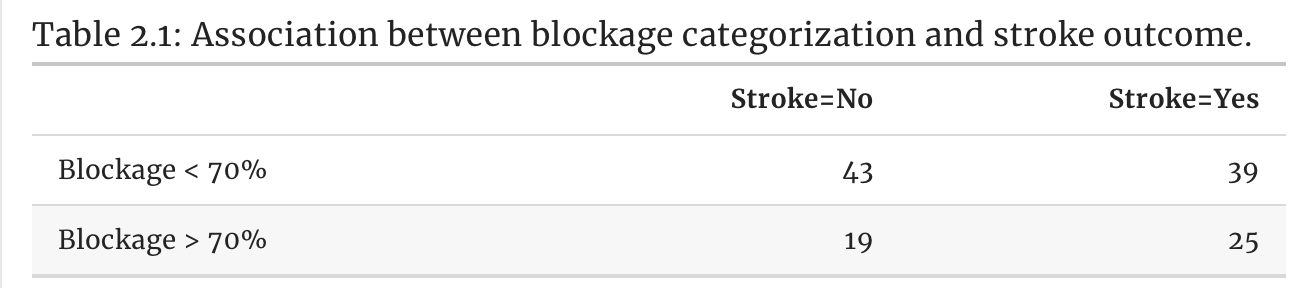 Table 2.1: Association between blockage categorization and stroke outcome.
Stroke=No Stroke=Yes
Blockage < 70% 43 39
Blockage > 70% 19 25